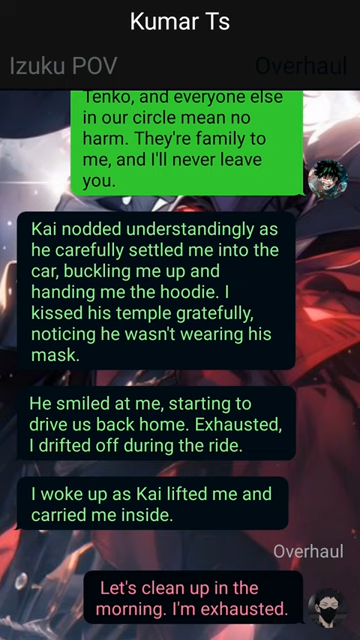 Kumar Ts
Izuku POV
Overhaul
Tenko, and everyone else
in our circle mean no
harm. They're family to
me, and I'll never leave
you.
Kai nodded understandingly as
he carefully settled me into the
car, buckling me up and
handing me the hoodie. I
kissed his temple gratefully,
noticing he wasn't wearing his
mask.
He smiled at me, starting to
drive us back home. Exhausted,
I drifted off during the ride.
I woke up as Kai lifted me and
carried me inside.
Overhaul
Let's clean up in the
morning. I'm exhausted.